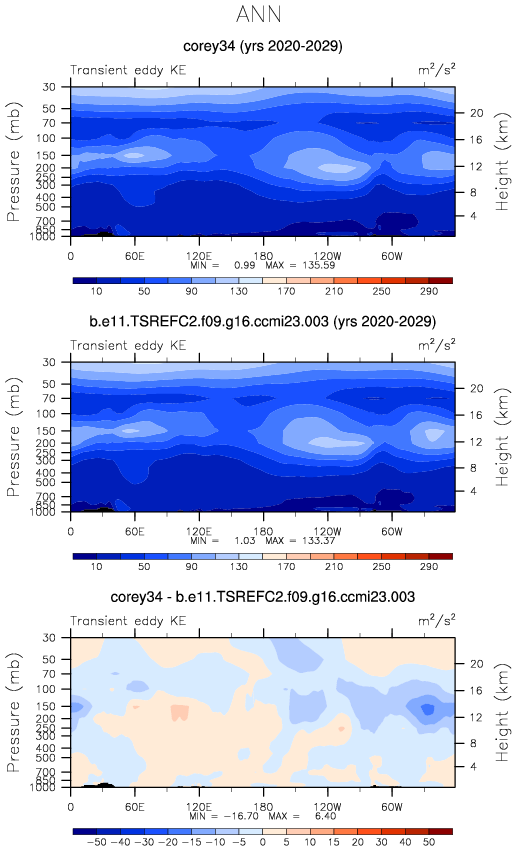 ANN
corey34 (yrs 2020-2029)
Transient eddy KE m²/s²
30
50
70
100
150
200
250
300
400
500
700
850
1000
Pressure (mb)
20
16
12
8
4
Height (km)
0 60E 120E 180 120W 60W
MIN = 0.99 MAX = 135.59
10 50 90 130 170 210 250 290
b.e11.TSREFC2.f09.g16.ccmi23.003 (yrs 2020-2029)
Transient eddy KE m²/s²
30
50
70
100
150
200
250
300
400
500
700
850
1000
Pressure (mb)
20
16
12
8
4
Height (km)
0 60E 120E 180 120W 60W
MIN = 1.03 MAX = 133.37
10 50 90 130 170 210 250 290
corey34 - b.e11.TSREFC2.f09.g16.ccmi23.003
Transient eddy KE m²/s²
30
50
70
100
150
200
250
300
400
500
700
850
1000
Pressure (mb)
20
16
12
8
4
Height (km)
0 60E 120E 180 120W 60W
MIN = −16.70 MAX = 6.40
−50 −40 −30 −20 −15 −10 −5 0 5 10 15 20 30 40 50